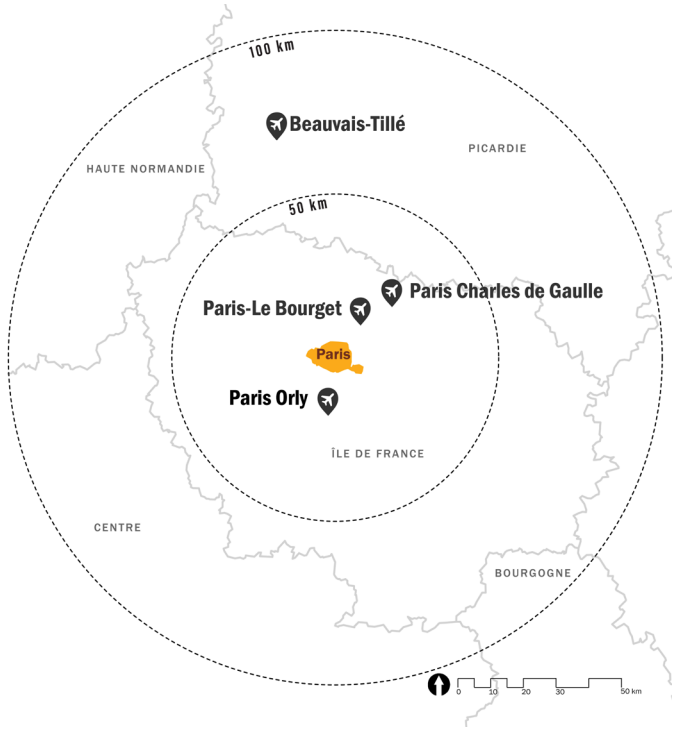 100 km
Beauvais-Tillé
PICARDIE
HAUTE NORMANDIE
50 km
Paris Charles de Gaulle
Paris-Le Bourget
Paris
Paris Orly
ÎLE DE FRANCE
CENTRE
BOURGOGNE
0 10 20 30 50 km